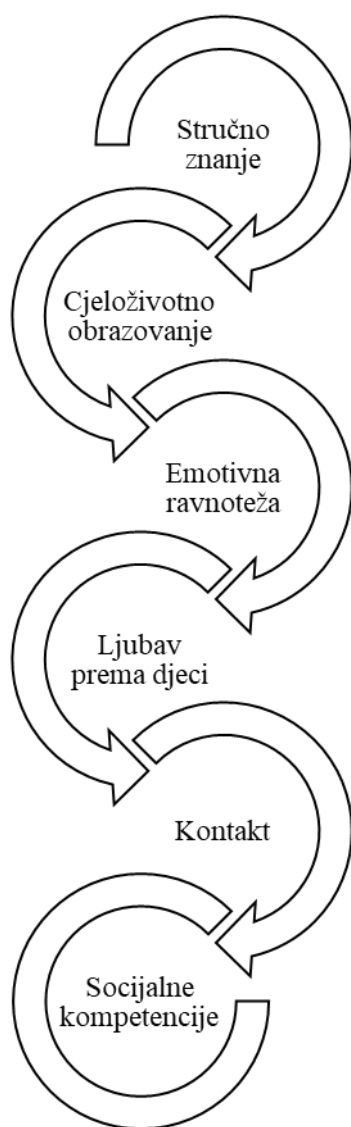 Stručno
znanje
Cjeloživotno
obrazovanje
Emotivna
ravnoteža
Ljubav
prema djeci
Kontakt
Socijalne
kompetencije